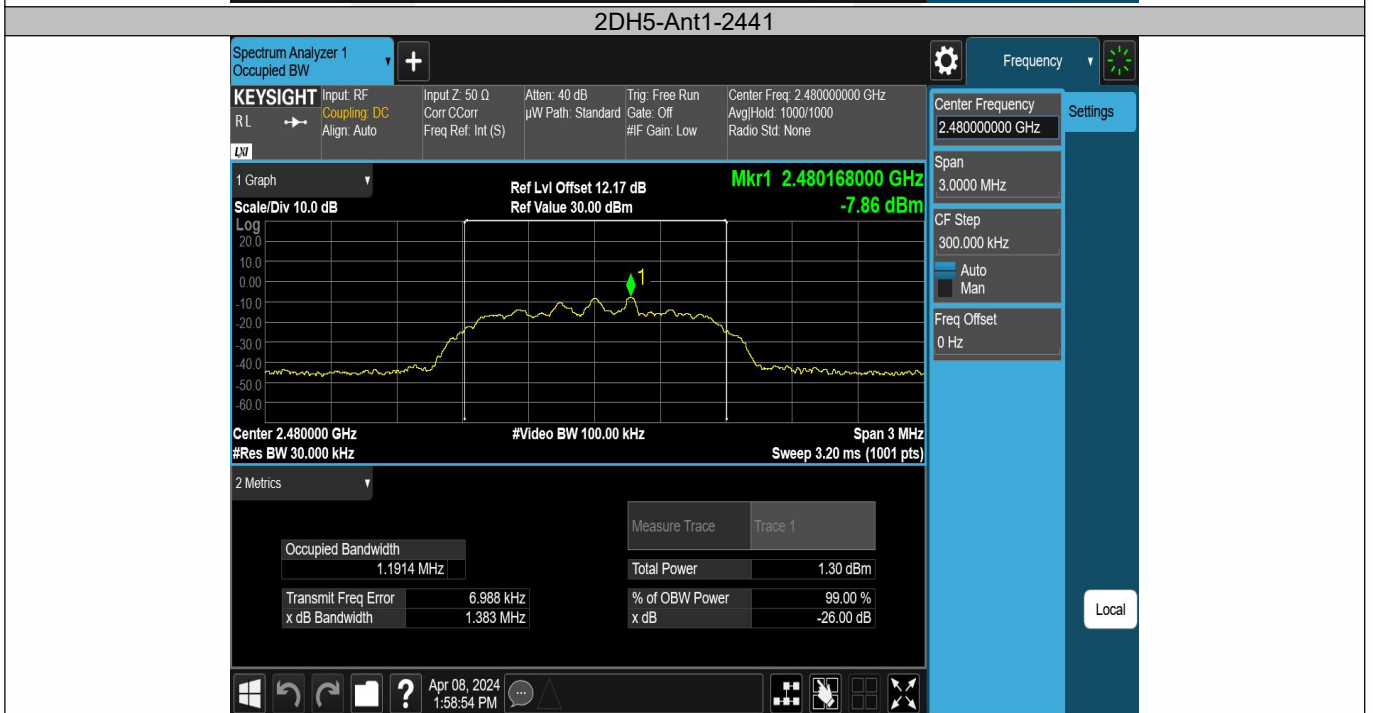 2DH5-Ant1-2441
Spectrum Analyzer 1
Occupied BW
Frequency
KEYSIGHT
RL
LXI
Input: RF
Coupling: DC
Align: Auto
Input Z: 50 Ω
Corr CCorr
Freq Ref: Int (S)
Atten: 40 dB
µW Path: Standard
Trig: Free Run
Gate: Off
#IF Gain: Low
Center Freq: 2.480000000 GHz
Avg|Hold: 1000/1000
Radio Std: None
Center Frequency
2.480000000 GHz
Settings
Span
3.0000 MHz
CF Step
300.000 kHz
Auto
Man
Freq Offset
0 Hz
Local
1 Graph
Scale/Div 10.0 dB
Ref Lvl Offset 12.17 dB
Ref Value 30.00 dBm
Mkr1 2.480168000 GHz
-7.86 dBm
Log
20.0
10.0
0.00
-10.0
-20.0
-30.0
-40.0
-50.0
-60.0
1
Center 2.480000 GHz
#Video BW 100.00 kHz
Span 3 MHz
#Res BW 30.000 kHz
Sweep 3.20 ms (1001 pts)
2 Metrics
Measure Trace Trace 1
Occupied Bandwidth
1.1914 MHz
Total Power 1.30 dBm
Transmit Freq Error 6.988 kHz
% of OBW Power 99.00 %
x dB Bandwidth 1.383 MHz
x dB -26.00 dB
?
Apr 08, 2024
1:58:54 PM